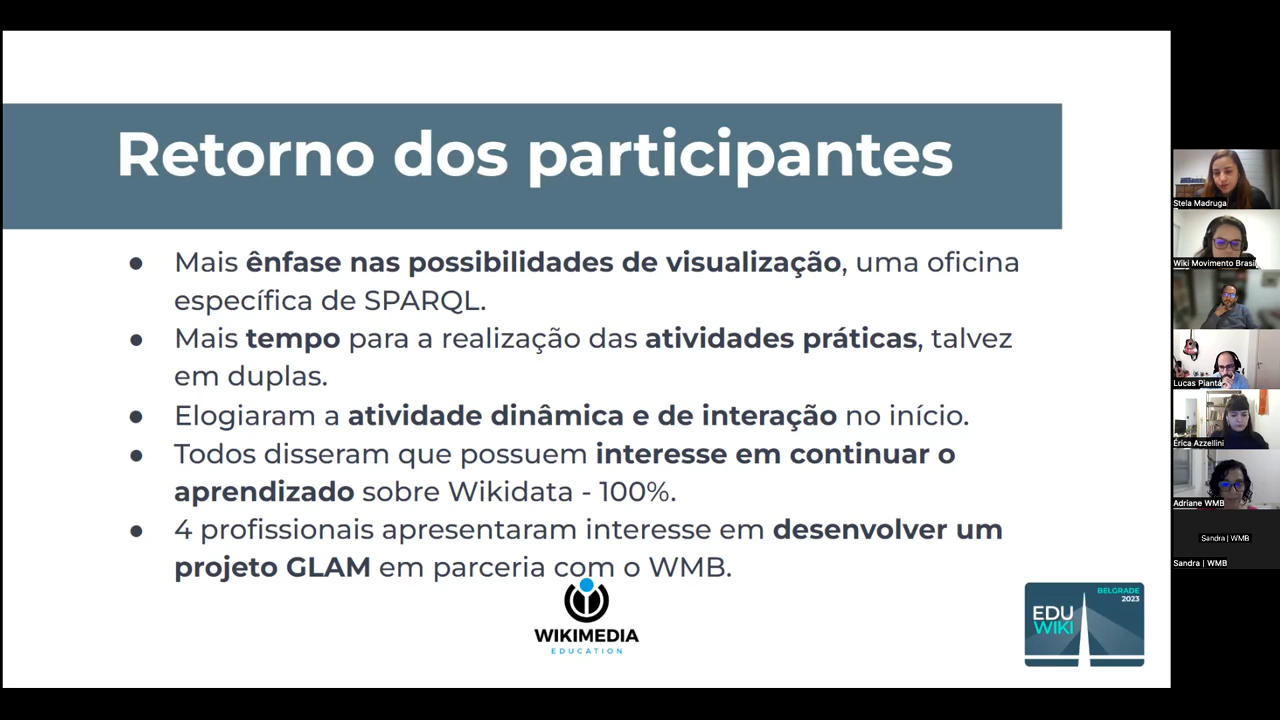 Retorno dos participantes
● Mais ênfase nas possibilidades de visualização, uma oficina
específica de SPARQL.
● Mais tempo para a realização das atividades práticas, talvez
em duplas.
● Elogiaram a atividade dinâmica e de interação no início.
● Todos disseram que possuem interesse em continuar o
aprendizado sobre Wikidata - 100%.
● 4 profissionais apresentaram interesse em desenvolver um
projeto GLAM em parceria com o WMB.
WIKIMEDIA
EDUCATION
BELGRADE
2023
EDU
WIKI
Stela Madruga
Wiki Movimento Brasil
Lucas Piantá
Érica Azzellini
Adriane WMB
Sandra | WMB
Sandra | WMB